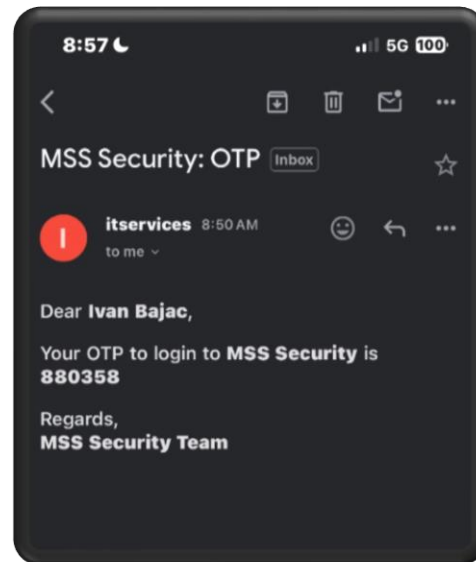 8:57
5G 100
MSS Security: OTP Inbox
I
itservices 8:50 AM
to me
Dear Ivan Bajac,
Your OTP to login to MSS Security is
880358
Regards,
MSS Security Team